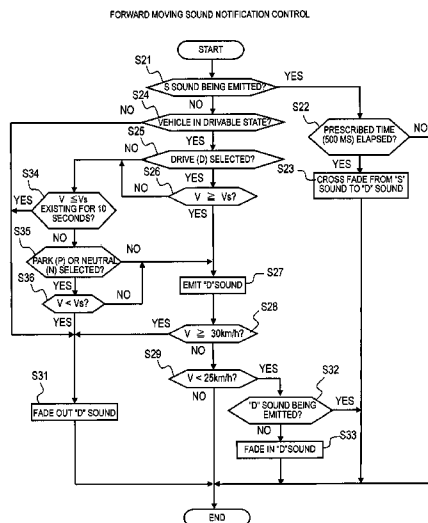 FORWARD MOVING SOUND NOTIFICATION CONTROL
START
S21
S SOUND BEING EMITTED?
YES
NO
S24
VEHICLE IN DRIVABLE STATE?
NO
YES
S22
PRESCRIBED TIME
(500 MS) ELAPSED?
NO
YES
S25
DRIVE (D) SELECTED?
NO
YES
S23
CROSS FADE FROM "S"
SOUND TO "D" SOUND
S26
V ≧ Vs?
NO
YES
S34
V ≦Vs
EXISTING FOR 10
SECONDS?
YES
NO
S35
PARK (P) OR NEUTRAL
(N) SELECTED?
NO
YES
S36
V < Vs?
NO
YES
S27
EMIT "D"SOUND
S28
V ≧ 30km/h?
YES
NO
S29
V < 25km/h?
YES
NO
S32
"D" SOUND BEING
EMITTED?
YES
NO
S31
FADE OUT "D" SOUND
S33
FADE IN "D"SOUND
END